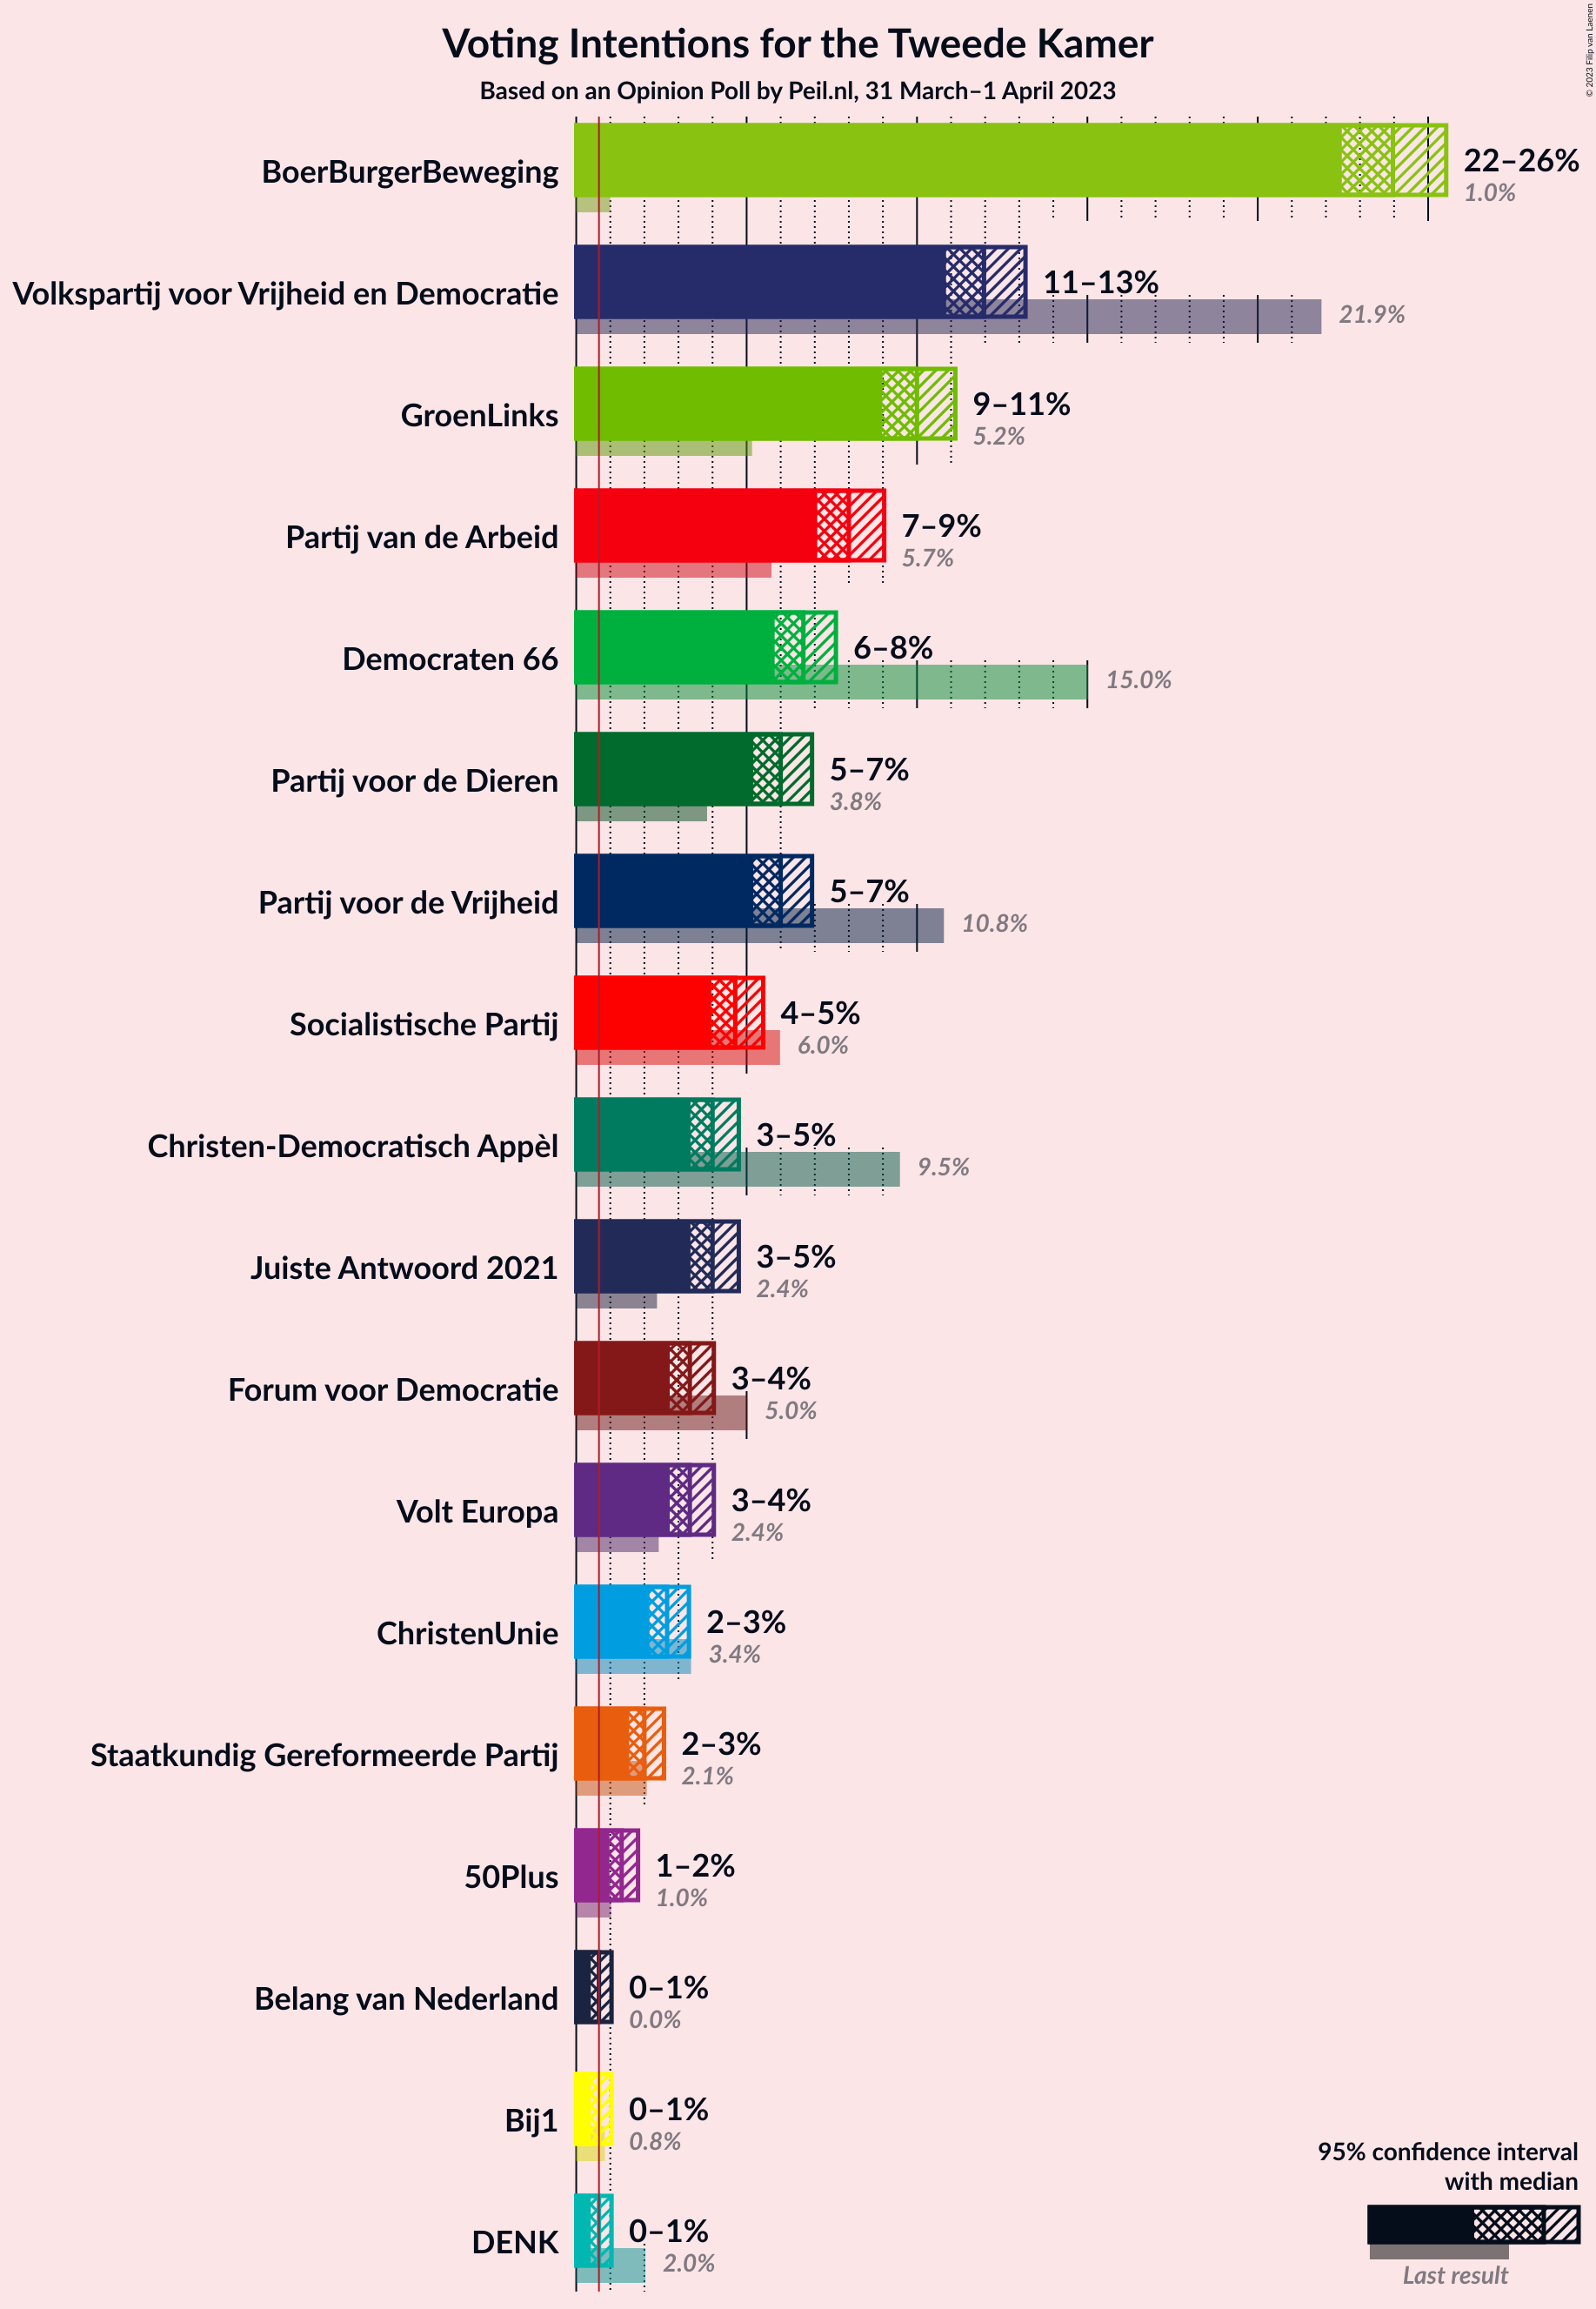 Voting Intentions for the Tweede Kamer
Based on an Opinion Poll by Peil.nl, 31 March–1 April 2023
© 2023 Filip van Laenen
BoerBurgerBeweging
22–26%
1.0%
Volkspartij voor Vrijheid en Democratie
11–13%
21.9%
GroenLinks
9–11%
5.2%
Partij van de Arbeid
7–9%
5.7%
Democraten 66
6–8%
15.0%
Partij voor de Dieren
5–7%
3.8%
Partij voor de Vrijheid
5–7%
10.8%
Socialistische Partij
4–5%
6.0%
Christen-Democratisch Appèl
3–5%
9.5%
Juiste Antwoord 2021
3–5%
2.4%
Forum voor Democratie
3–4%
5.0%
Volt Europa
3–4%
2.4%
ChristenUnie
2–3%
3.4%
Staatkundig Gereformeerde Partij
2–3%
2.1%
50Plus
1–2%
1.0%
Belang van Nederland
0–1%
0.0%
Bij1
0–1%
0.8%
DENK
0–1%
2.0%
95% confidence interval
with median
Last result